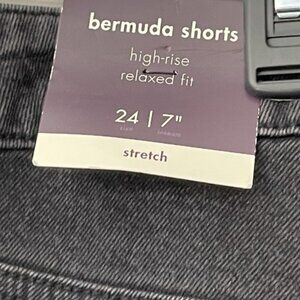 bermuda shorts
high-rise
relaxed fit
24 | 7"
stretch